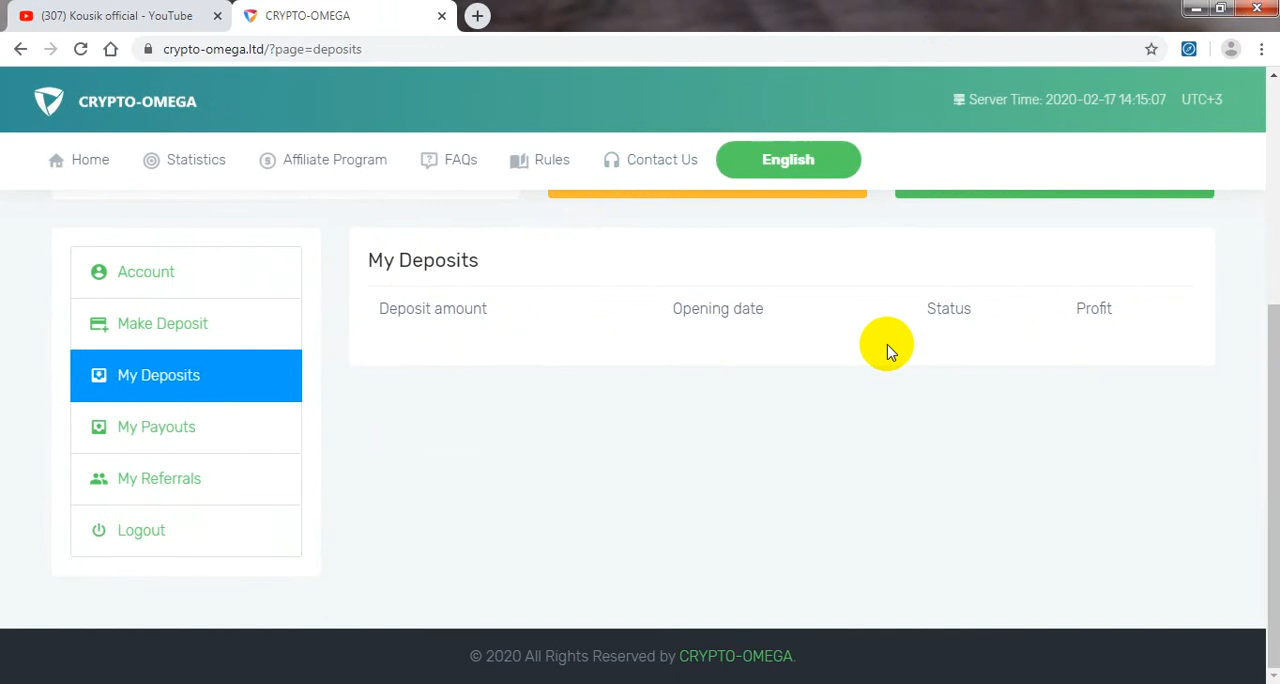 (307) Kousik official - YouTube
CRYPTO-OMEGA
crypto-omega.ltd/?page=deposits
CRYPTO-OMEGA
Server Time: 2020-02-17 14:15:07 UTC+3
Home
Statistics
Affiliate Program
FAQs
Rules
Contact Us
English
Account
Make Deposit
My Deposits
My Payouts
My Referrals
Logout
My Deposits
Deposit amount
Opening date
Status
Profit
© 2020 All Rights Reserved by CRYPTO-OMEGA.